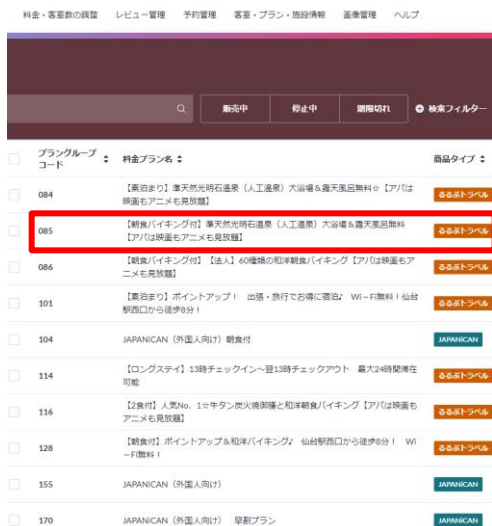 料金・客室数の調整 レビュー管理 予約管理 客室・プラン・施設情報 画像管理 ヘルプ
販売中 停止中 期限切れ 検索フィルター
プラングループ
コード 料金プラン名 商品タイプ
084 【素泊まり】準天然光明石温泉（人工温泉）大浴場＆露天風呂無料☆【アパは
映画もアニメも見放題】 るるぶトラベル
085 【朝食バイキング付】準天然光明石温泉（人工温泉）大浴場＆露天風呂無料
【アパは映画もアニメも見放題】 るるぶトラベル
086 【朝食バイキング付】【法人】60種類の和洋朝食バイキング【アパは映画もア
ニメも見放題】 るるぶトラベル
101 【素泊まり】ポイントアップ！ 出張・旅行でお得に宿泊♪ Wi－Fi無料！仙台
駅西口から徒歩8分！ るるぶトラベル
104 JAPANiCAN（外国人向け）朝食付 JAPANiCAN
114 【ロングステイ】13時チェックイン～翌13時チェックアウト 最大24時間滞在
可能 るるぶトラベル
116 【2食付】人気No．1☆牛タン炭火焼御膳と和洋朝食バイキング【アパは映画も
アニメも見放題】 るるぶトラベル
128 【朝食付】ポイントアップ＆和洋バイキング♪ 仙台駅西口から徒歩8分！ Wi
－Fi無料！ るるぶトラベル
155 JAPANiCAN（外国人向け） JAPANiCAN
170 JAPANiCAN（外国人向け） 早割プラン JAPANiCAN